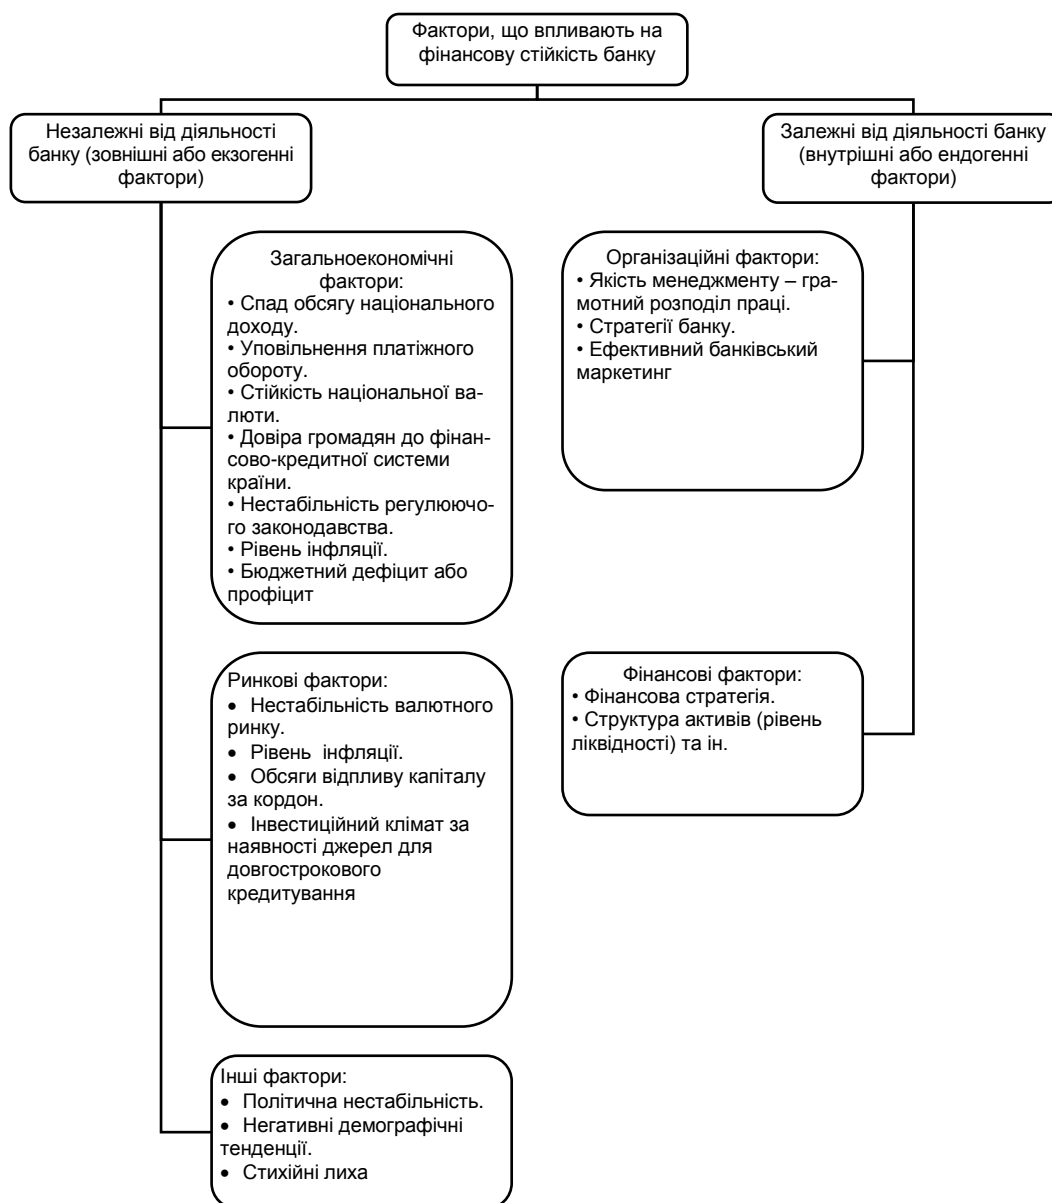 Фактори, що впливають на
фінансову стійкість банку
Незалежні від діяльності
банку (зовнішні або екзогенні
фактори)
Залежні від діяльності банку
(внутрішні або ендогенні
фактори)
Загальноекономічні
фактори:
• Спад обсягу національного
доходу.
• Уповільнення платіжного
обороту.
• Стійкість національної ва-
люти.
• Довіра громадян до фінан-
сово-кредитної системи
країни.
• Нестабільність регулюючо-
го законодавства.
• Рівень інфляції.
• Бюджетний дефіцит або
профіцит
Організаційні фактори:
• Якість менеджменту – гра-
мотний розподіл праці.
• Стратегії банку.
• Ефективний банківський
маркетинг
Ринкові фактори:
• Нестабільність валютного
ринку.
• Рівень інфляції.
• Обсяги відпливу капіталу
за кордон.
• Інвестиційний клімат за
наявності джерел для
довгострокового
кредитування
Фінансові фактори:
• Фінансова стратегія.
• Структура активів (рівень
ліквідності) та ін.
Інші фактори:
• Політична нестабільність.
• Негативні демографічні
тенденції.
• Стихійні лиха